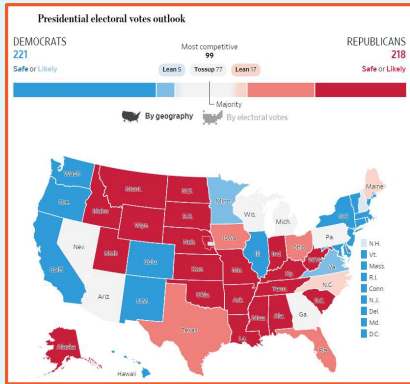 Presidential electoral votes outlook
DEMOCRATS
221
Safe or Likely
Most competitive
99
REPUBLICANS
218
Safe or Likely
Lean 5
Tossup 77
Lean 17
Majority
By geography
By electoral votes
Wash.
Ore.
Calif.
Nev.
Idaho
Mont.
Wyo.
Utah
Ariz.
Colo.
N.M.
N.D.
S.D.
Neb.
Kan.
Okla.
Texas
Minn.
Iowa
Mo.
Ark.
La.
Wis.
Ill.
Mich.
Ind.
Ohio
Ky.
Tenn.
Miss.
Ala.
Ga.
Fla.
S.C.
N.C.
Va.
W.Va.
Pa.
N.Y.
Maine
Alaska
Hawaii
N.H.
Vt.
Mass.
R.I.
Conn.
N.J.
Del.
Md.
D.C.